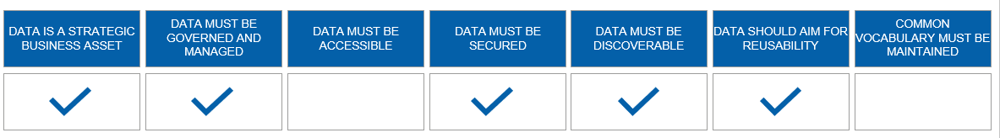 DATA IS A STRATEGIC
BUSINESS ASSET
DATA MUST BE
GOVERNED AND
MANAGED
DATA MUST BE
ACCESSIBLE
DATA MUST BE
SECURED
DATA MUST BE
DISCOVERABLE
DATA SHOULD AIM FOR
REUSABILITY
COMMON
VOCABULARY MUST BE
MAINTAINED